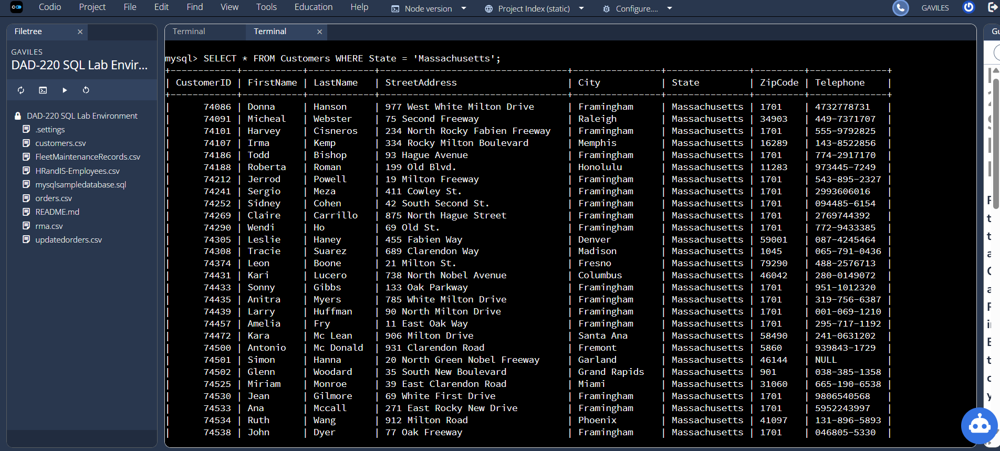 Codio Project File Edit Find View Tools Education Help Node version Project Index (static) Configure.... GAVILES
Filetree
GAVILES
DAD-220 SQL Lab Envir...
DAD-220 SQL Lab Environment
.settings
customers.csv
FleetMaintenanceRecords.csv
HRandIS-Employees.csv
mysqlsampledatabase.sql
orders.csv
README.md
rma.csv
updatedorders.csv
Terminal Terminal
mysql> SELECT * FROM Customers WHERE State = 'Massachusetts';
+------------+-----------+------------+----------------------------------+----------------+---------------+---------+--------------+
| CustomerID | FirstName | LastName | StreetAddress | City | State | ZipCode | Telephone |
+------------+-----------+------------+----------------------------------+----------------+---------------+---------+--------------+
| 74086 | Donna | Hanson | 977 West White Milton Drive | Framingham | Massachusetts | 1701 | 4732778731 |
| 74091 | Micheal | Webster | 75 Second Freeway | Raleigh | Massachusetts | 34903 | 449-7371707 |
| 74101 | Harvey | Cisneros | 234 North Rocky Fabien Freeway | Framingham | Massachusetts | 1701 | 555-9792825 |
| 74107 | Irma | Kemp | 334 Rocky Milton Boulevard | Memphis | Massachusetts | 16289 | 143-8522856 |
| 74186 | Todd | Bishop | 93 Hague Avenue | Framingham | Massachusetts | 1701 | 774-2917170 |
| 74188 | Roberta | Roman | 199 Old Blvd. | Honolulu | Massachusetts | 11283 | 973445-7249 |
| 74212 | Jerrod | Powell | 19 Milton Freeway | Framingham | Massachusetts | 1701 | 543-895-2327 |
| 74241 | Sergio | Meza | 411 Cowley St. | Framingham | Massachusetts | 1701 | 2993606016 |
| 74252 | Sidney | Cohen | 42 South Second St. | Framingham | Massachusetts | 1701 | 094485-6154 |
| 74269 | Claire | Carrillo | 875 North Hague Street | Framingham | Massachusetts | 1701 | 2769744392 |
| 74290 | Wendi | Ho | 69 Old St. | Framingham | Massachusetts | 1701 | 772-9433385 |
| 74305 | Leslie | Haney | 455 Fabien Way | Denver | Massachusetts | 59001 | 087-4245464 |
| 74308 | Tracie | Suarez | 689 Clarendon Way | Madison | Massachusetts | 1045 | 065-791-0436 |
| 74374 | Leon | Boone | 21 Milton St. | Fresno | Massachusetts | 79290 | 488-2576713 |
| 74431 | Kari | Lucero | 738 North Nobel Avenue | Columbus | Massachusetts | 46042 | 280-0149072 |
| 74433 | Sonny | Gibbs | 133 Oak Parkway | Framingham | Massachusetts | 1701 | 951-1012320 |
| 74435 | Anitra | Myers | 785 White Milton Drive | Framingham | Massachusetts | 1701 | 319-756-6387 |
| 74439 | Larry | Huffman | 90 North Milton Drive | Framingham | Massachusetts | 1701 | 001-069-1210 |
| 74457 | Amelia | Fry | 11 East Oak Way | Framingham | Massachusetts | 1701 | 295-717-1192 |
| 74472 | Kara | Mc Lean | 906 Milton Drive | Santa Ana | Massachusetts | 58490 | 241-0631202 |
| 74500 | Antonio | Mc Donald | 931 Clarendon Road | Fremont | Massachusetts | 5860 | 939843-1729 |
| 74501 | Simon | Hanna | 20 North Green Nobel Freeway | Garland | Massachusetts | 46144 | NULL |
| 74502 | Glenn | Woodard | 35 South New Boulevard | Grand Rapids | Massachusetts | 901 | 038-385-1358 |
| 74525 | Miriam | Monroe | 39 East Clarendon Road | Miami | Massachusetts | 31060 | 665-190-6538 |
| 74530 | Jean | Gilmore | 69 White First Drive | Framingham | Massachusetts | 1701 | 9806540568 |
| 74533 | Ana | Mccall | 271 East Rocky New Drive | Framingham | Massachusetts | 1701 | 5952243997 |
| 74534 | Ruth | Wang | 912 Milton Road | Phoenix | Massachusetts | 41097 | 131-896-5893 |
| 74538 | John | Dyer | 77 Oak Freeway | Framingham | Massachusetts | 1701 | 046805-5330 |